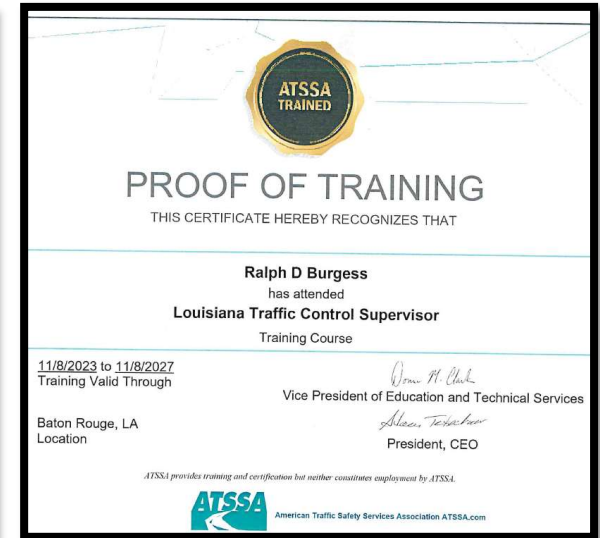 ATSSA
TRAINED
PROOF OF TRAINING
THIS CERTIFICATE HEREBY RECOGNIZES THAT
Ralph D Burgess
has attended
Louisiana Traffic Control Supervisor
Training Course
11/8/2023 to 11/8/2027
Training Valid Through
Vice President of Education and Technical Services
Baton Rouge, LA
Location
President, CEO
ATSSA provides training and certification but neither constitutes employment by ATSSA.
ATSSA
American Traffic Safety Services Association ATSSA.com